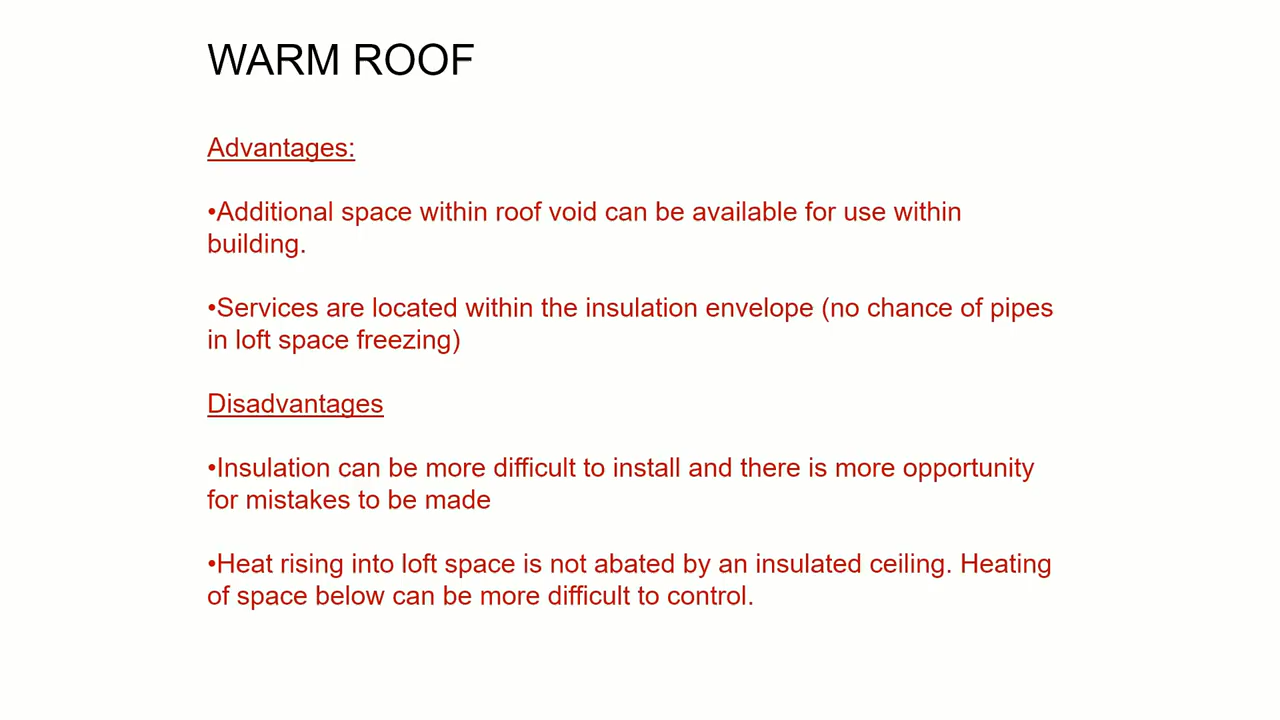 WARM ROOF
Advantages:
•Additional space within roof void can be available for use within
building.
•Services are located within the insulation envelope (no chance of pipes
in loft space freezing)
Disadvantages
•Insulation can be more difficult to install and there is more opportunity
for mistakes to be made
•Heat rising into loft space is not abated by an insulated ceiling. Heating
of space below can be more difficult to control.